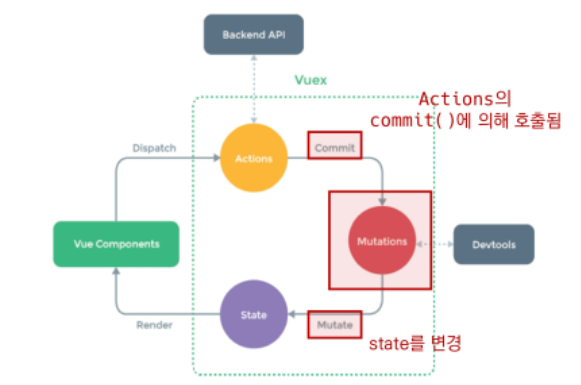 Backend API
Vuex
Actions의
commit()에 의해 호출됨
Dispatch
Actions
Commit
Vue Components
Mutations
Devtools
State
Render
Mutate
state를 변경